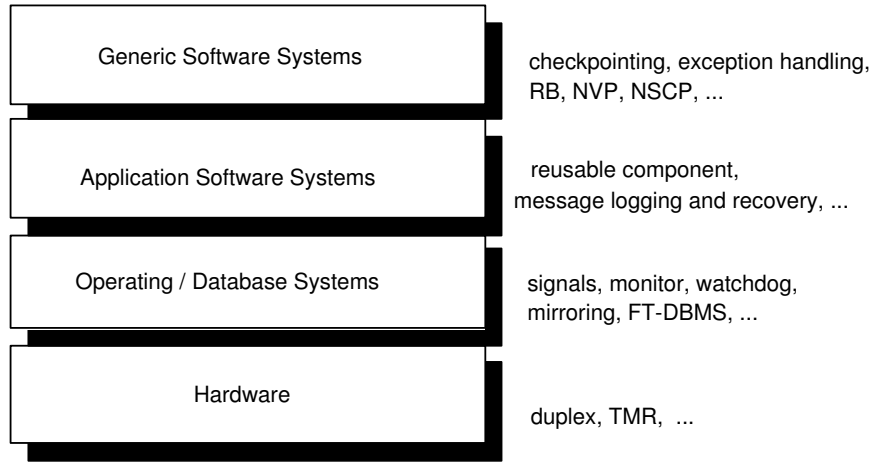 Generic Software Systems
checkpointing, exception handling,
RB, NVP, NSCP, ...
Application Software Systems
reusable component,
message logging and recovery, ...
Operating / Database Systems
signals, monitor, watchdog,
mirroring, FT-DBMS, ...
Hardware
duplex, TMR, ...